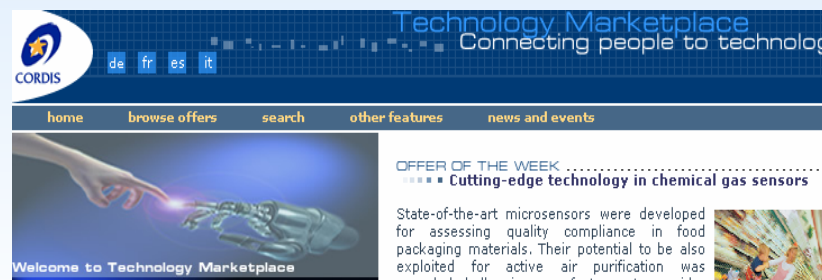 Technology Marketplace
Connecting people to technolog
CORDIS
de fr es it
home browse offers search other features news and events
OFFER OF THE WEEK
Cutting-edge technology in chemical gas sensors
State-of-the-art microsensors were developed
for assessing quality compliance in food
packaging materials. Their potential to be also
exploited for active air purification was
Welcome to Technology Marketplace